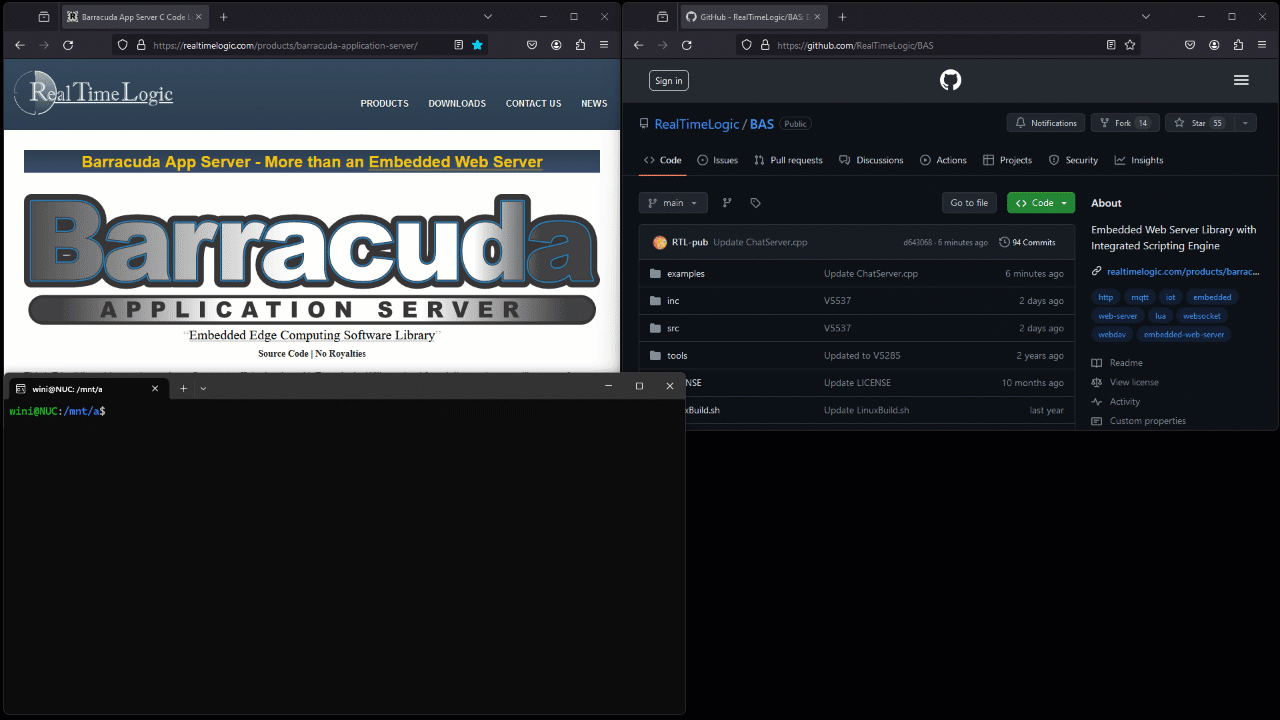 Barracuda App Server C Code Li
https://realtimelogic.com/products/barracuda-application-server/
RealTimeLogic
PRODUCTS DOWNLOADS CONTACT US NEWS
Barracuda App Server - More than an Embedded Web Server
Barracuda
APPLICATION SERVER
"Embedded Edge Computing Software Library"
Source Code | No Royalties
GitHub - RealTimeLogic/BAS: E
https://github.com/RealTimeLogic/BAS
Sign in
RealTimeLogic / BAS Public
Notifications Fork 14 Star 55
Code Issues Pull requests Discussions Actions Projects Security Insights
main Go to file Code
RTL-pub Update ChatServer.cpp d643068 · 6 minutes ago 94 Commits
examples Update ChatServer.cpp 6 minutes ago
inc V5537 2 days ago
src V5537 2 days ago
tools Updated to V5285 2 years ago
NSE Update LICENSE 10 months ago
xBuild.sh Update LinuxBuild.sh last year
About
Embedded Web Server Library with
Integrated Scripting Engine
realtimelogic.com/products/barrac...
http mqtt iot embedded
web-server lua websocket
webdav embedded-web-server
Readme
View license
Activity
Custom properties
wini@NUC: /mnt/a
wini@NUC:/mnt/a$